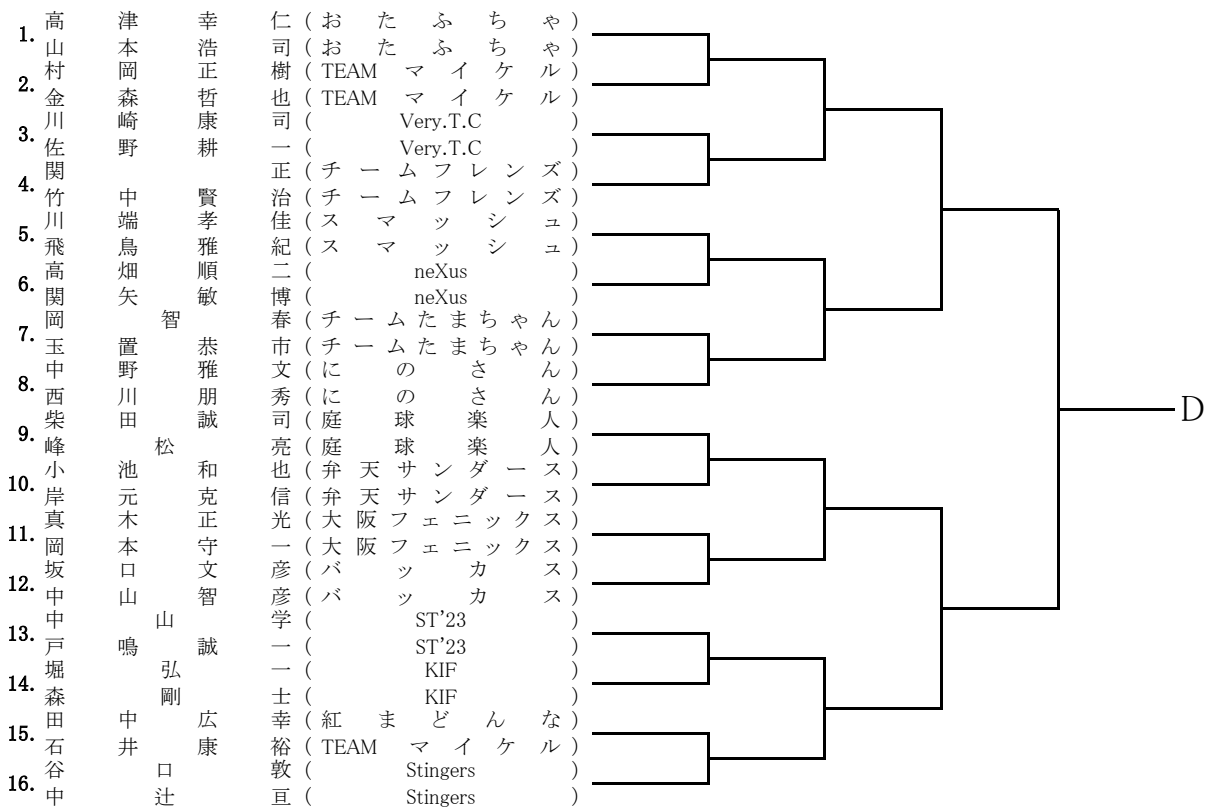 1.
高津幸仁(おたふちゃ)
山本浩司(おたふちゃ)
2.
村岡正樹(TEAMマイケル)
金森哲也(TEAMマイケル)
3.
川崎康司(Very.T.C)
佐野耕一(Very.T.C)
4.
関正(チームフレンズ)
竹中賢治(チームフレンズ)
5.
川端孝佳(スマッシュ)
飛鳥雅紀(スマッシュ)
6.
高畑順二(neXus)
関矢敏博(neXus)
7.
岡智春(チームたまちゃん)
玉置恭市(チームたまちゃん)
8.
中野雅文(にのさん)
西川朋秀(にのさん)
9.
柴田誠司(庭球楽人)
峰松亮(庭球楽人)
10.
小池和也(弁天サンダース)
岸元克信(弁天サンダース)
11.
真木正光(大阪フェニックス)
岡本守一(大阪フェニックス)
12.
坂口文彦(バッカス)
中山智彦(バッカス)
13.
中山学(ST’23)
戸鳴誠一(ST’23)
14.
堀弘一(KIF)
森剛士(KIF)
15.
田中広幸(紅まどんな)
石井康裕(TEAMマイケル)
16.
谷口敦(Stingers)
中辻亘(Stingers)
D